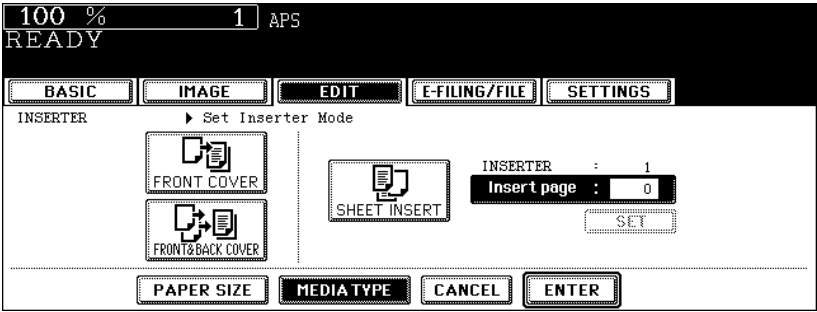 100 % 1 APS
READY
BASIC IMAGE EDIT E-FILING/FILE SETTINGS
INSERTER ▶ Set Inserter Mode
FRONT COVER
FRONT&BACK COVER
SHEET INSERT
INSERTER : 1
Insert page : 0
SET
PAPER SIZE MEDIA TYPE CANCEL ENTER